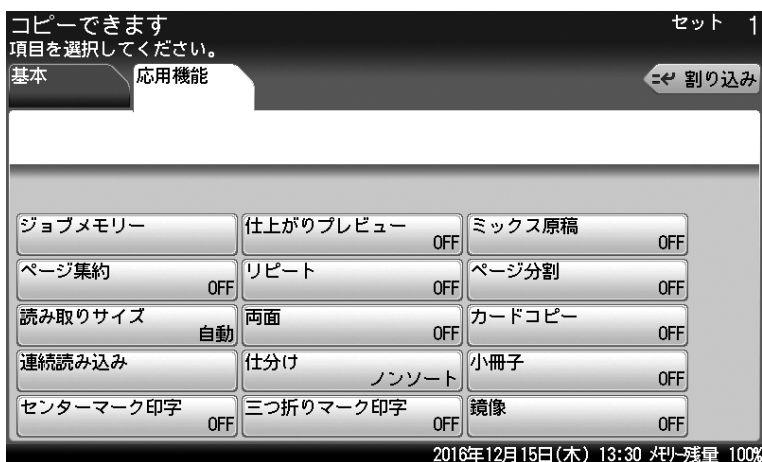 コピーできます
セット 1
項目を選択してください。
基本
応用機能
割り込み
ジョブメモリー
仕上がりプレビュー
OFF
ミックス原稿
OFF
ページ集約
OFF
リピート
OFF
ページ分割
OFF
読み取りサイズ
自動
両面
OFF
カードコピー
OFF
連続読み込み
仕分け
ノンソート
小冊子
OFF
センターマーク印字
OFF
三つ折りマーク印字
OFF
鏡像
OFF
2016年12月15日(木) 13:30 メモリー残量 100%